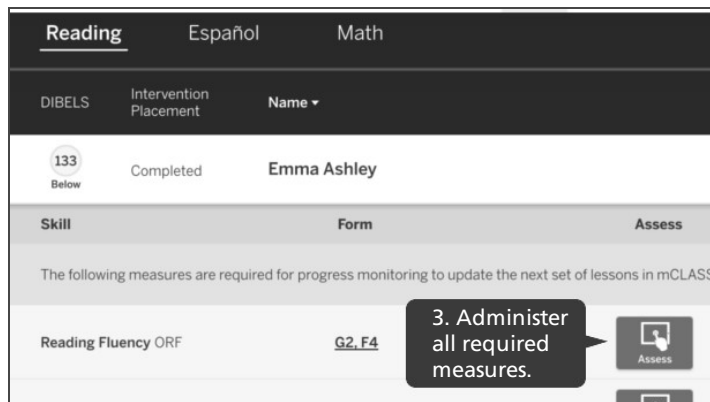 Reading Español Math
DIBELS Intervention Placement Name ▾
133 Below Completed Emma Ashley
Skill Form Assess
The following measures are required for progress monitoring to update the next set of lessons in mCLASS
Reading Fluency ORF G2, F4 Assess
3. Administer
all required
measures.